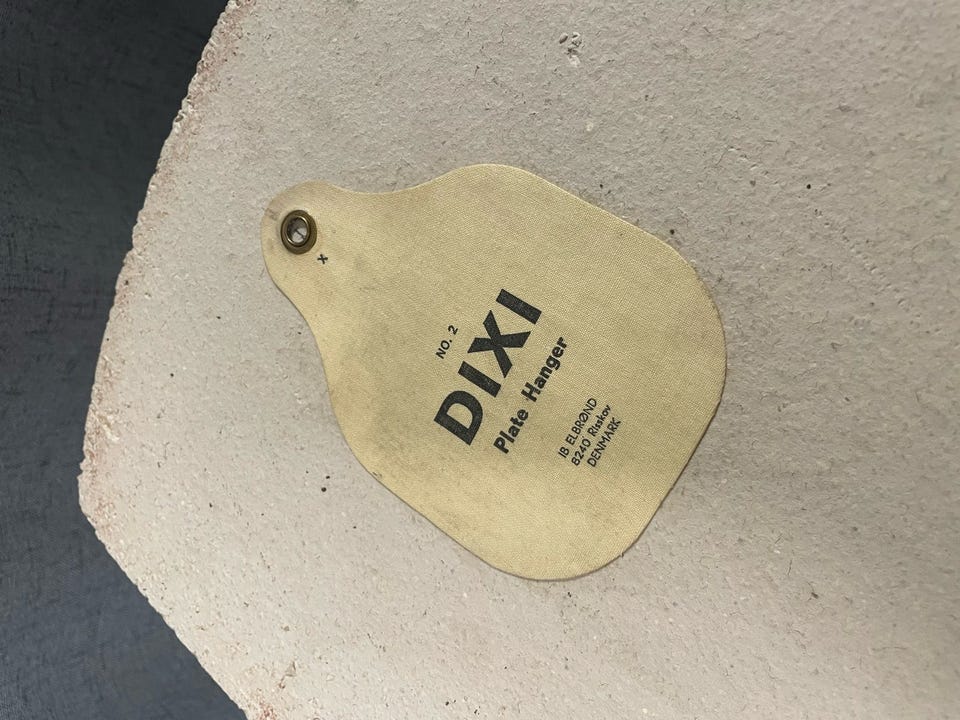 x
NO. 2
DIXI
Plate Hanger
IB ELBRØND
8240 Risskov
DENMARK